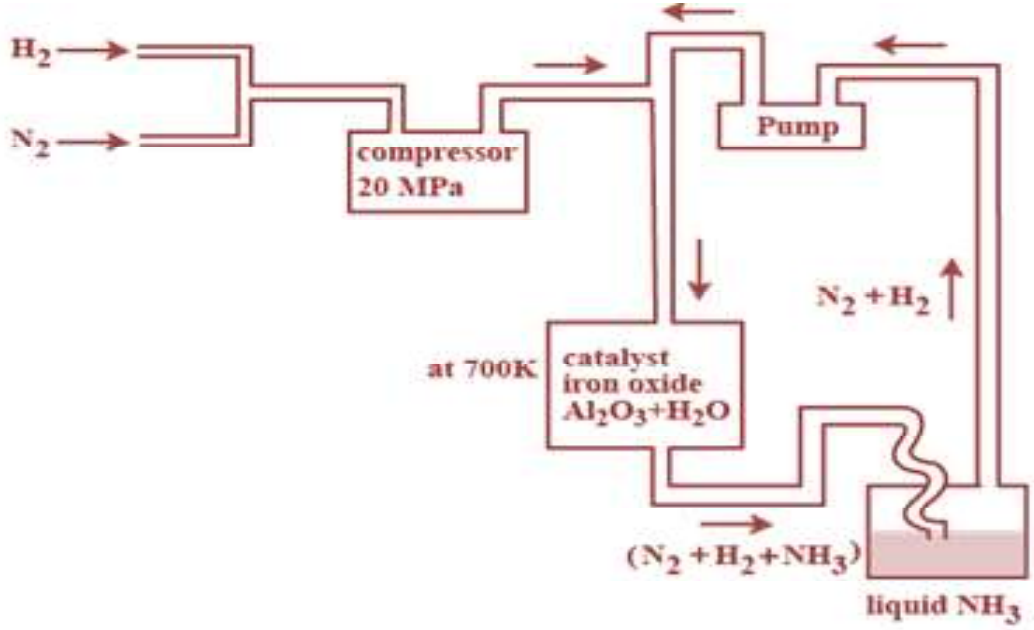 H₂
N₂
compressor
20 MPa
Pump
N₂ + H₂
at 700K
catalyst
iron oxide
Al₂O₃+H₂O
(N₂ + H₂+NH₃)
liquid NH₃